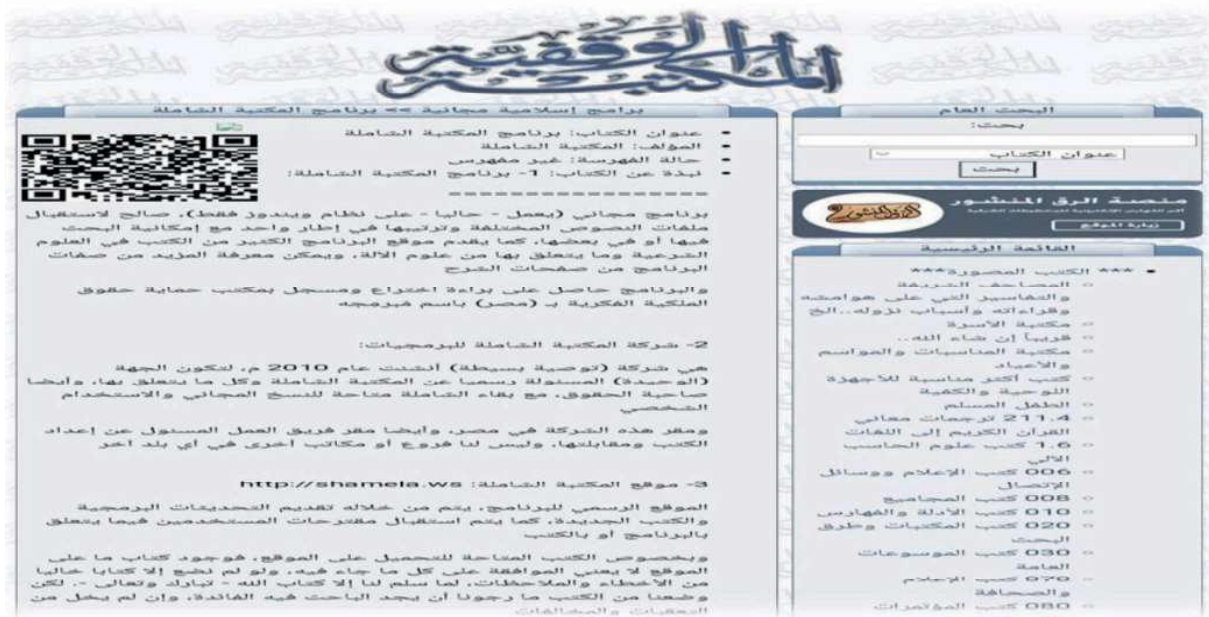 المكتبة الوقفية
برامج إسلامية مجانية >> برنامج المكتبة الشاملة
• عنوان الكتاب: برنامج المكتبة الشاملة
• المؤلف: المكتبة الشاملة
• حالة الفهرسة: غير مفهرس
• نبذة عن الكتاب: 1- برنامج المكتبة الشاملة:
==================
برنامج مجاني (يعمل - حاليا - على نظام ويندوز فقط)، صالح لاستقبال
ملفات النصوص المختلفة وترتيبها في إطار واحد مع إمكانية البحث
فيها أو في بعضها، كما يقدم موقع البرنامج الكثير من الكتب في العلوم
الشرعية وما يتعلق بها من علوم الآلة، ويمكن معرفة المزيد من صفات
البرنامج من صفحات الشرح
والبرنامج حاصل على براءة اختراع ومسجل بمكتب حماية حقوق
الملكية الفكرية بـ (مصر) باسم مبرمجه
2- شركة المكتبة الشاملة للبرمجيات:
هي شركة (توصية بسيطة) أنشئت عام 2010 م، لتكون الجهة
(الوحيدة) المسئولة رسميا عن المكتبة الشاملة وكل ما يتعلق بها، وأيضا
صاحبة الحقوق، مع بقاء الشاملة متاحة للنسخ المجاني والاستخدام
الشخصي
ومقر هذه الشركة في مصر، وأيضا مقر فريق العمل المسئول عن إعداد
الكتب ومقابلتها، وليس لنا فروع أو مكاتب أخرى في أي بلد آخر
3- موقع المكتبة الشاملة: http://shamela.ws
الموقع الرسمي للبرنامج، يتم من خلاله تقديم التحديثات البرمجية
والكتب الجديدة، كما يتم استقبال مقترحات المستخدمين فيما يتعلق
بالبرنامج أو بالكتب
وبخصوص الكتب المتاحة للتحميل على الموقع، فوجود كتاب ما على
الموقع لا يعني الموافقة على كل ما جاء فيه، ولو لم نضع إلا كتابا خاليا
من الأخطاء والملاحظات، لما سلم لنا إلا كتاب الله - تبارك وتعالى -، لكن
وضعنا من الكتب ما رجونا أن يجد الباحث فيه الفائدة، وإن لم يخل من
التعقبات والمخالفات
البحث العام
بحث:
عنوان الكتاب
بحث
منصة الرق المنشور
الرق المنشور
زيارة الموقع
القائمة الرئيسية
• *** الكتب المصورة***
○ المصاحف الشريفة
والتفاسير التي على هوامشه
وقراءاته وأسباب نزوله..الخ
○ مكتبة الأسرة
○ قريباً إن شاء الله..
○ مكتبة المناسبات والمواسم
والأعياد
○ كتب أكثر مناسبة للأجهزة
اللوحية والكفية
○ الطفل المسلم
○ 211.4 ترجمات معاني
القرآن الكريم إلى اللغات
○ 1.6 كتب علوم الحاسب
الآلي
○ 006 كتب الإعلام ووسائل
الإتصال
○ 008 كتب المجاميع
○ 010 كتب الأدلة والفهارس
○ 020 كتب المكتبات وطرق
البحث
○ 030 كتب الموسوعات
العامة
○ 070 كتب الإعلام
والصحافة
○ 080 كتب المؤتمرات